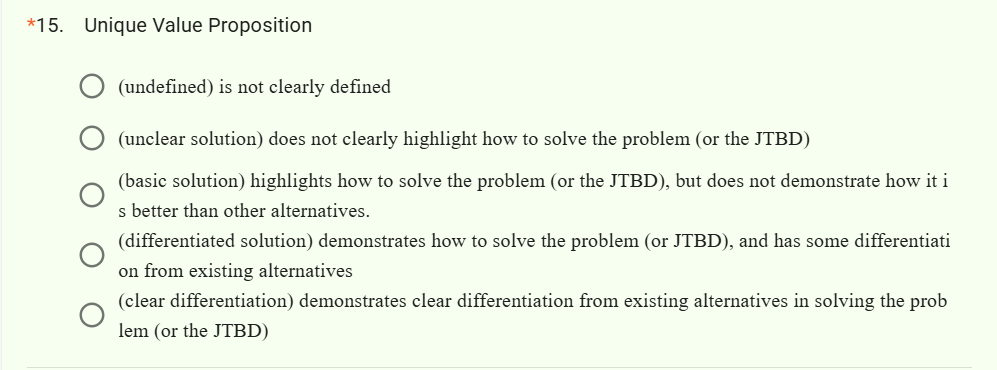 *15. Unique Value Proposition
(undefined) is not clearly defined
(unclear solution) does not clearly highlight how to solve the problem (or the JTBD)
(basic solution) highlights how to solve the problem (or the JTBD), but does not demonstrate how it i
s better than other alternatives.
(differentiated solution) demonstrates how to solve the problem (or JTBD), and has some differentiati
on from existing alternatives
(clear differentiation) demonstrates clear differentiation from existing alternatives in solving the prob
lem (or the JTBD)